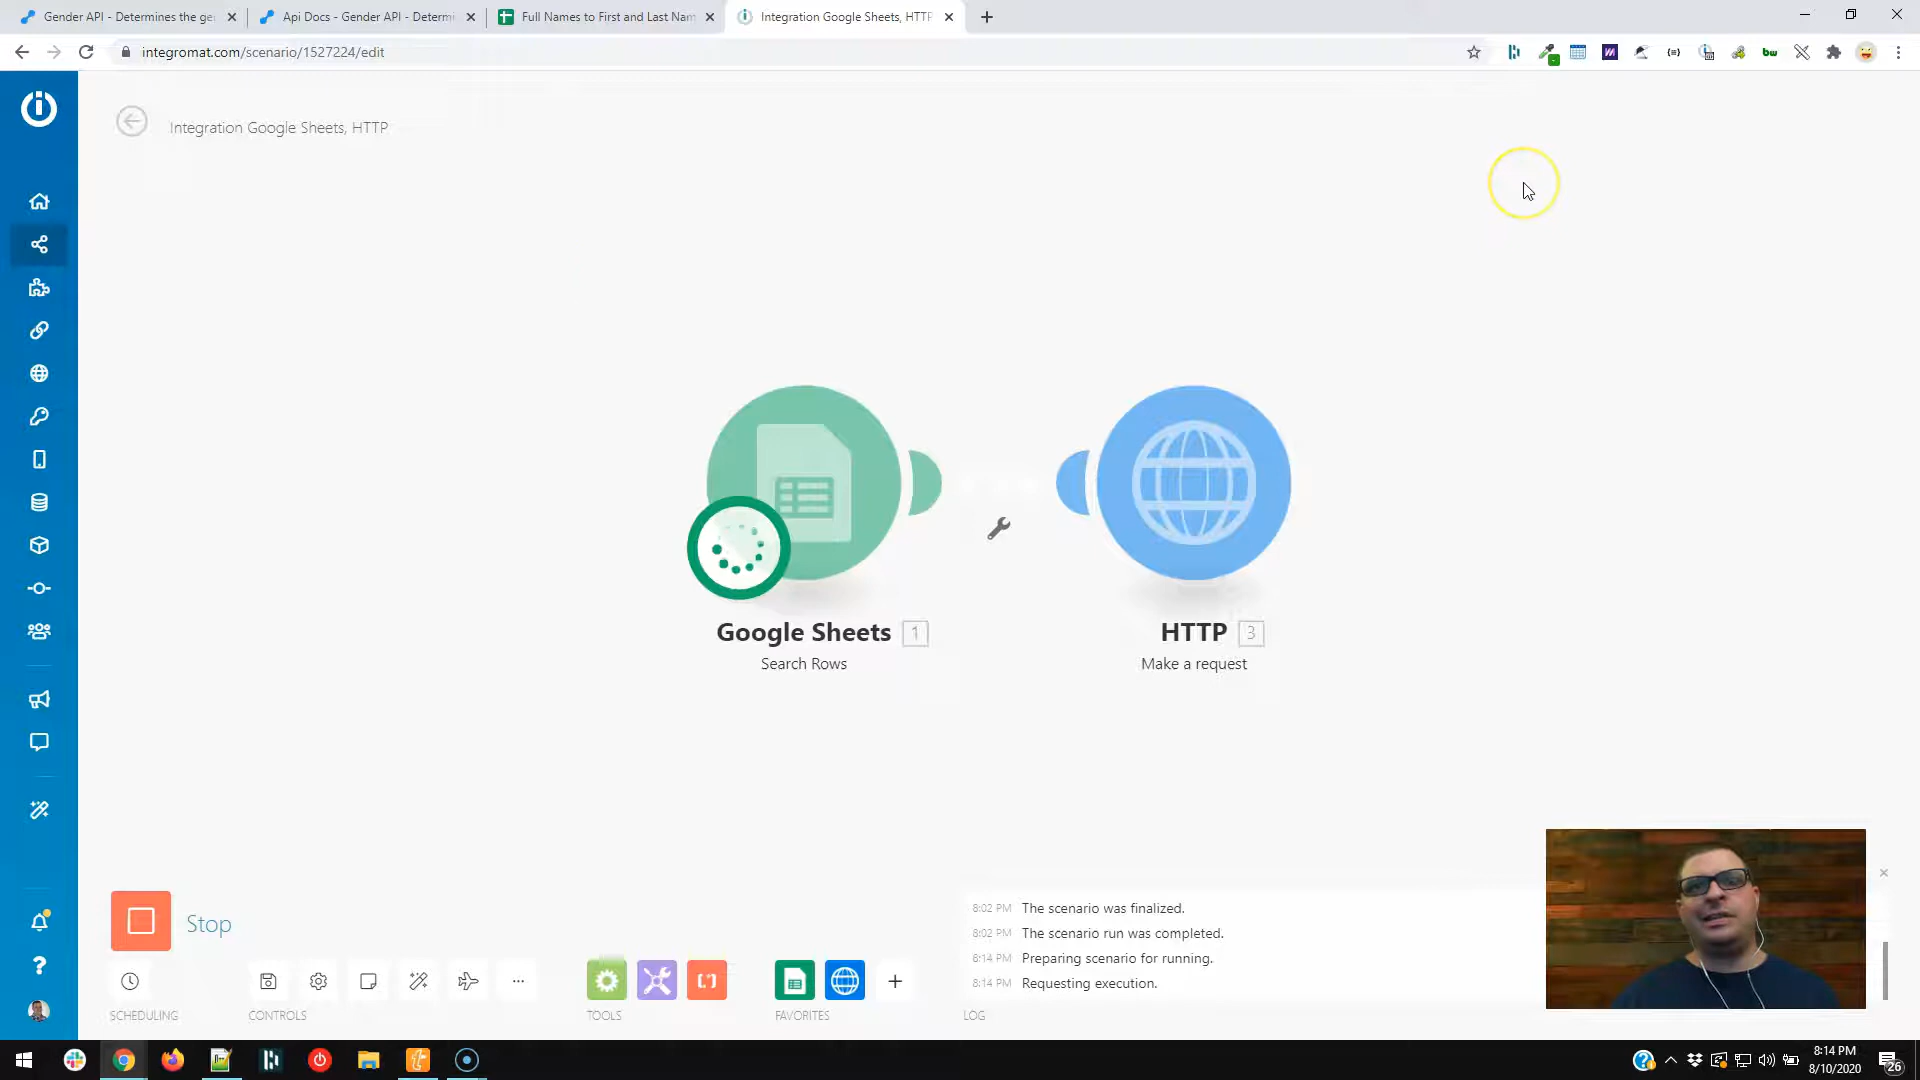 Gender API - Determines the ge
Api Docs - Gender API - Determi
Full Names to First and Last Nam
Integration Google Sheets, HTTP
integromat.com/scenario/1527224/edit
bw
Integration Google Sheets, HTTP
Google Sheets 1
Search Rows
HTTP 3
Make a request
Stop
8:02 PM The scenario was finalized.
8:02 PM The scenario run was completed.
8:14 PM Preparing scenario for running.
8:14 PM Requesting execution.
SCHEDULING
CONTROLS
TOOLS
FAVORITES
LOG
8:14 PM
8/10/2020
26